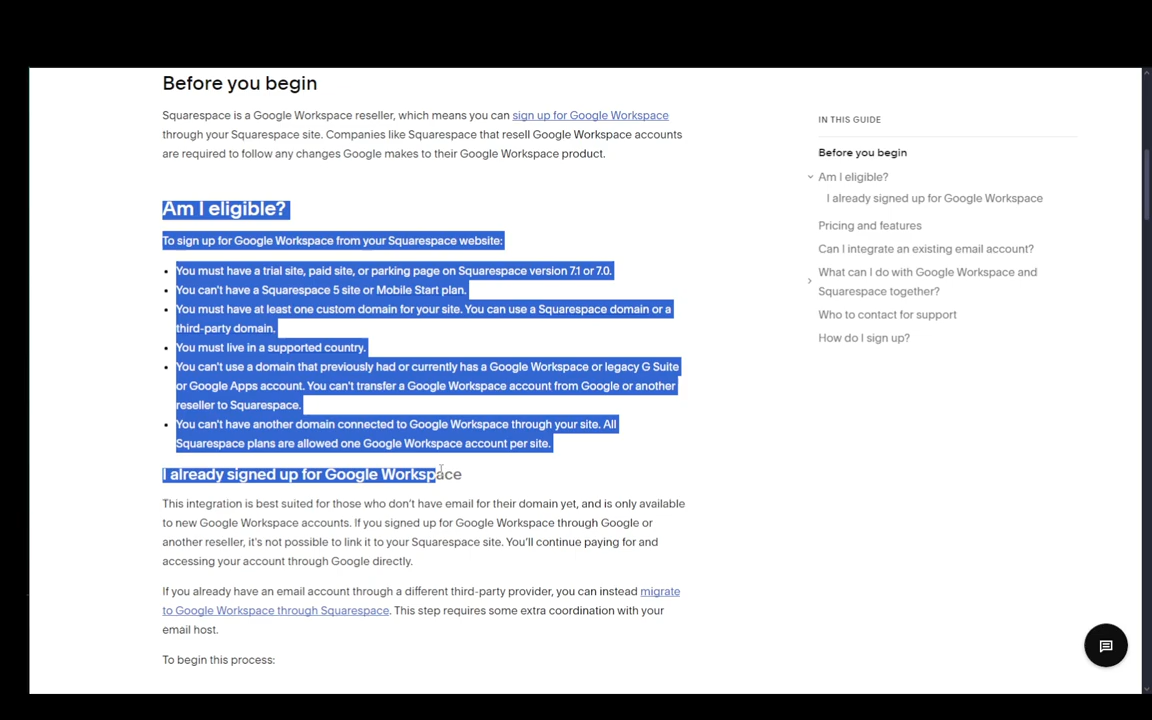 Before you begin
Squarespace is a Google Workspace reseller, which means you can sign up for Google Workspace
through your Squarespace site. Companies like Squarespace that resell Google Workspace accounts
are required to follow any changes Google makes to their Google Workspace product.
Am I eligible?
To sign up for Google Workspace from your Squarespace website:
• You must have a trial site, paid site, or parking page on Squarespace version 7.1 or 7.0.
• You can't have a Squarespace 5 site or Mobile Start plan.
• You must have at least one custom domain for your site. You can use a Squarespace domain or a
third-party domain.
• You must live in a supported country.
• You can't use a domain that previously had or currently has a Google Workspace or legacy G Suite
or Google Apps account. You can't transfer a Google Workspace account from Google or another
reseller to Squarespace.
• You can't have another domain connected to Google Workspace through your site. All
Squarespace plans are allowed one Google Workspace account per site.
I already signed up for Google Workspace
This integration is best suited for those who don't have email for their domain yet, and is only available
to new Google Workspace accounts. If you signed up for Google Workspace through Google or
another reseller, it's not possible to link it to your Squarespace site. You'll continue paying for and
accessing your account through Google directly.
If you already have an email account through a different third-party provider, you can instead migrate
to Google Workspace through Squarespace. This step requires some extra coordination with your
email host.
To begin this process:
IN THIS GUIDE
Before you begin
Am I eligible?
I already signed up for Google Workspace
Pricing and features
Can I integrate an existing email account?
What can I do with Google Workspace and
Squarespace together?
Who to contact for support
How do I sign up?